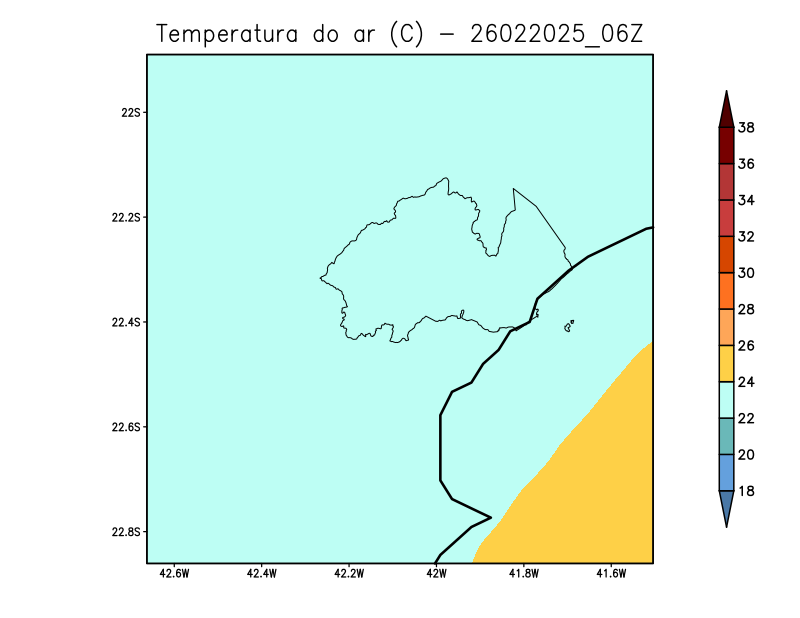 Temperatura do ar (C) - 26022025_06Z
22S
22.2S
22.4S
22.6S
22.8S
42.6W
42.4W
42.2W
42W
41.8W
41.6W
38
36
34
32
30
28
26
24
22
20
18